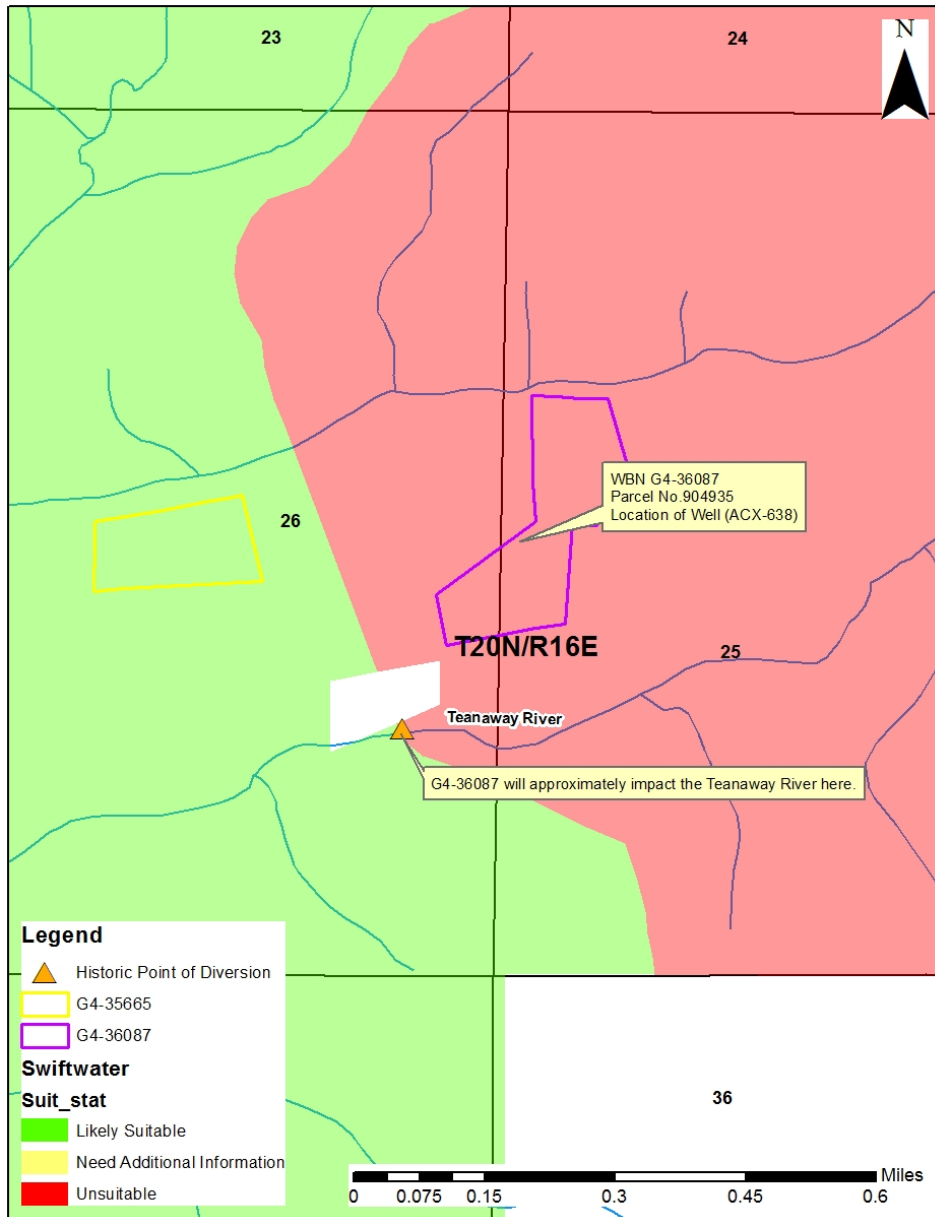 23
24
N
WBN G4-36087
Parcel No.904935
Location of Well (ACX-638)
26
T20N/R16E
25
Teanaway River
G4-36087 will approximately impact the Teanaway River here.
Legend
Historic Point of Diversion
G4-35665
G4-36087
Swiftwater
Suit_stat
Likely Suitable
Need Additional Information
Unsuitable
36
Miles
0 0.075 0.15 0.3 0.45 0.6